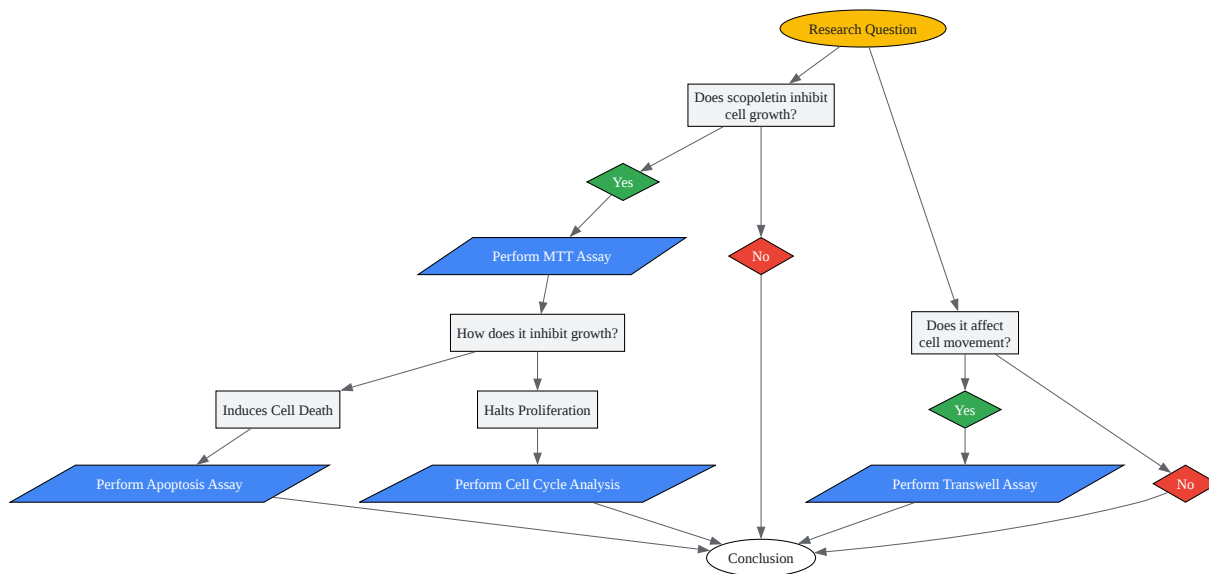 Research Question
Does scopoletin inhibit
cell growth?
Yes
Perform MTT Assay
No
How does it inhibit growth?
Does it affect
cell movement?
Induces Cell Death
Halts Proliferation
Yes
Perform Apoptosis Assay
Perform Cell Cycle Analysis
Perform Transwell Assay
No
Conclusion